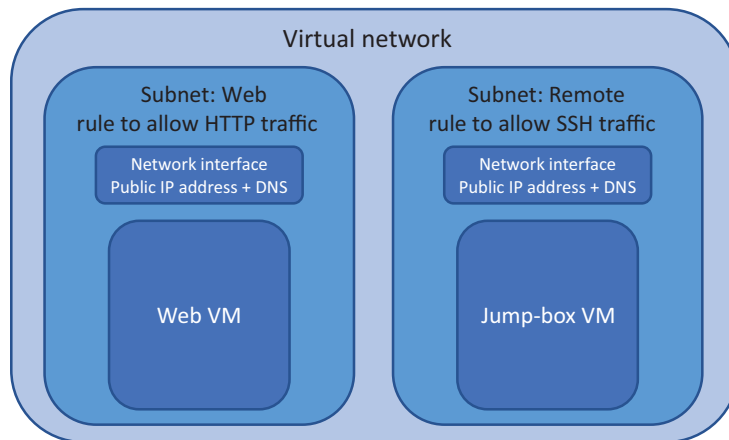 Virtual network
Subnet: Web
rule to allow HTTP traffic
Network interface
Public IP address + DNS
Web VM
Subnet: Remote
rule to allow SSH traffic
Network interface
Public IP address + DNS
Jump-box VM